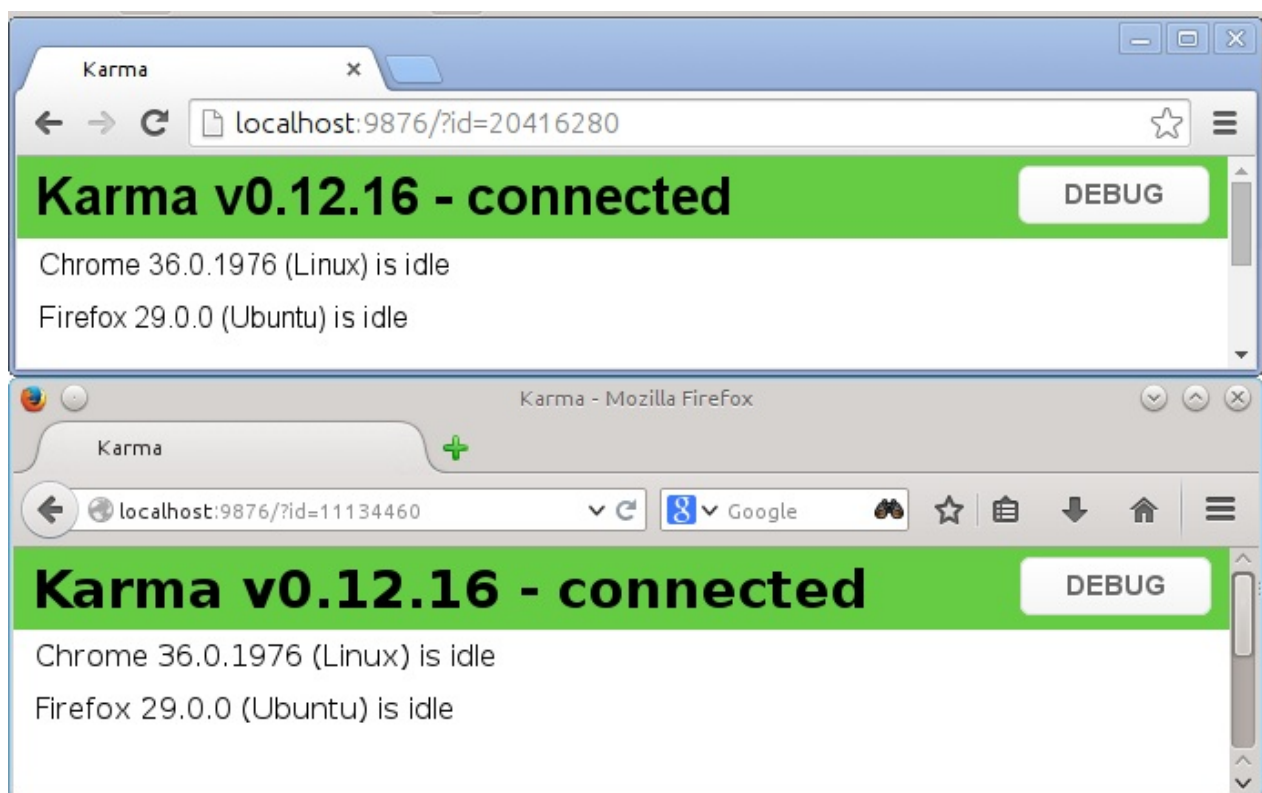 Karma
localhost:9876/?id=20416280
Karma v0.12.16 - connected
DEBUG
Chrome 36.0.1976 (Linux) is idle
Firefox 29.0.0 (Ubuntu) is idle
Karma - Mozilla Firefox
Karma
localhost:9876/?id=11134460
8 Google
Karma v0.12.16 - connected
DEBUG
Chrome 36.0.1976 (Linux) is idle
Firefox 29.0.0 (Ubuntu) is idle